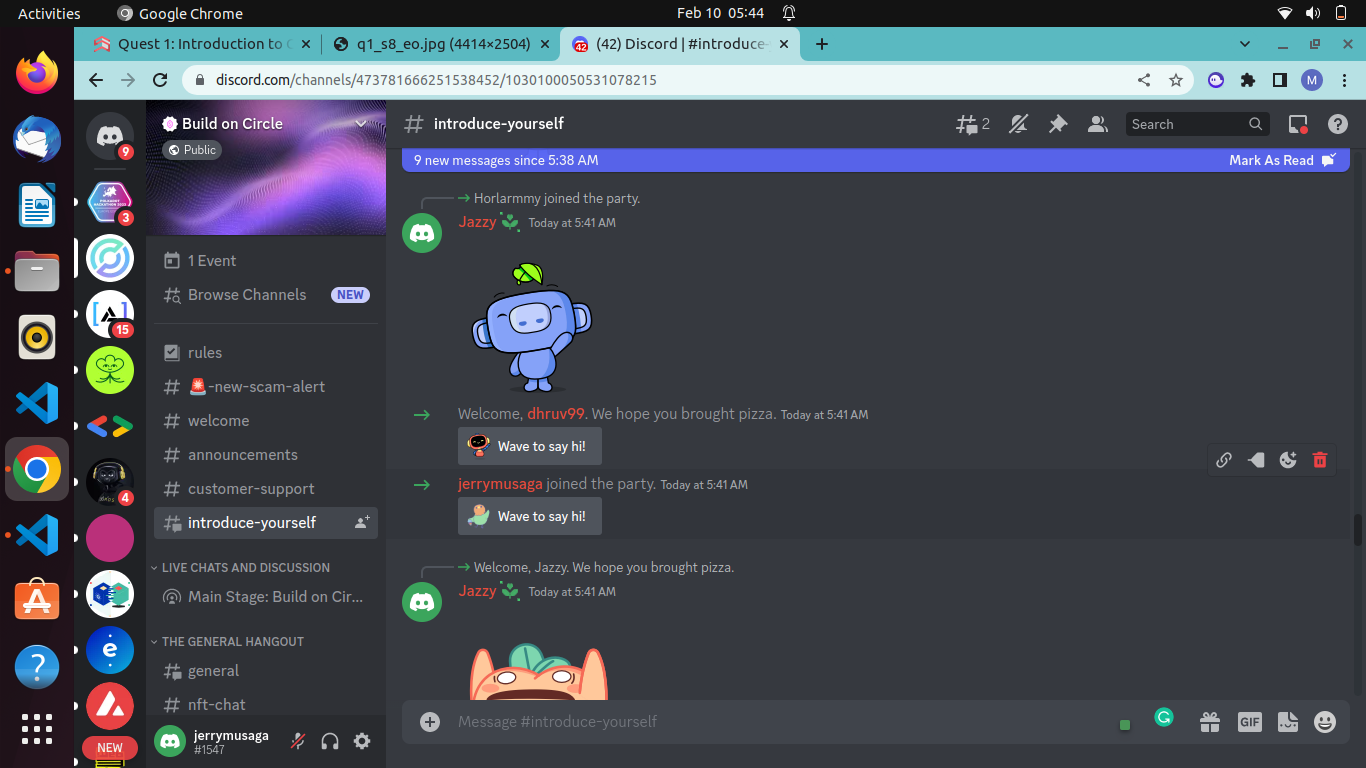 Activities
Google Chrome
Feb 10 05:44
Quest 1: Introduction to C
q1_s8_eo.jpg (4414×2504)
42
(42) Discord | #introduce-
discord.com/channels/473781666251538452/1030100050531078215
M
9
3
15
4
e
NEW
Build on Circle
Public
1 Event
Browse Channels
NEW
rules
-new-scam-alert
welcome
announcements
customer-support
introduce-yourself
LIVE CHATS AND DISCUSSION
Main Stage: Build on Cir...
THE GENERAL HANGOUT
general
nft-chat
jerrymusaga
#1547
introduce-yourself
2
Search
9 new messages since 5:38 AM
Mark As Read
Horlarmmy joined the party.
Jazzy Today at 5:41 AM
Welcome, dhruv99. We hope you brought pizza. Today at 5:41 AM
Wave to say hi!
jerrymusaga joined the party. Today at 5:41 AM
Wave to say hi!
Welcome, Jazzy. We hope you brought pizza.
Jazzy Today at 5:41 AM
Message #introduce-yourself
GIF